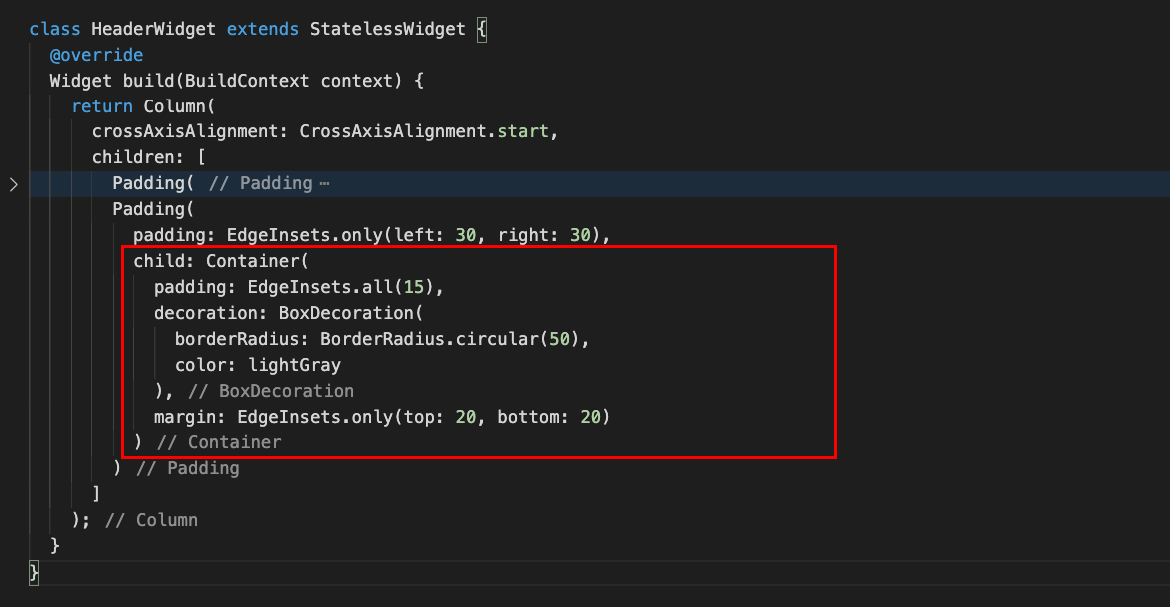 class HeaderWidget extends StatelessWidget {
@override
Widget build(BuildContext context) {
return Column(
crossAxisAlignment: CrossAxisAlignment.start,
children: [
Padding( // Padding ⋯
Padding(
padding: EdgeInsets.only(left: 30, right: 30),
child: Container(
padding: EdgeInsets.all(15),
decoration: BoxDecoration(
borderRadius: BorderRadius.circular(50),
color: lightGray
), // BoxDecoration
margin: EdgeInsets.only(top: 20, bottom: 20)
) // Container
) // Padding
]
); // Column
}
}